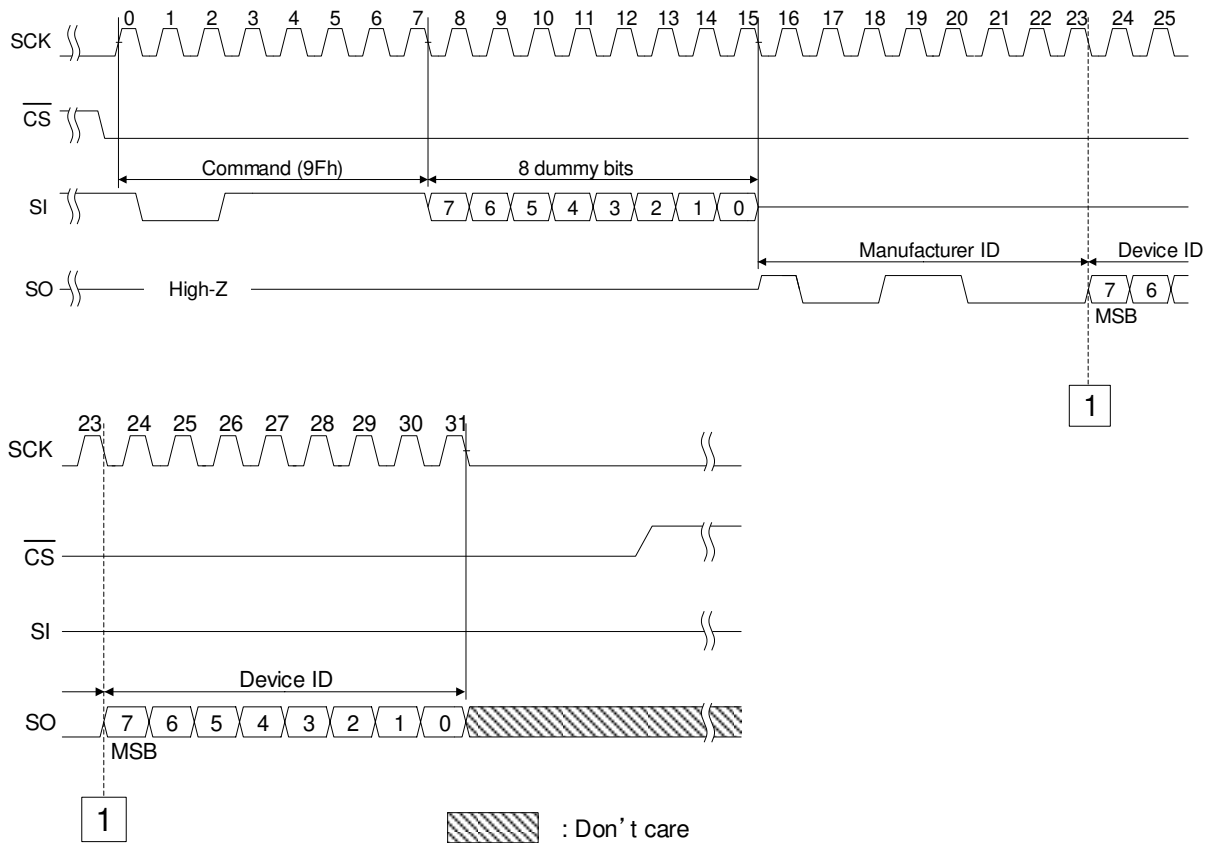 0 1 2 3 4 5 6 7 8 9 10 11 12 13 14 15 16 17 18 19 20 21 22 23 24 25
SCK
CS
Command (9Fh) 8 dummy bits
SI 7 6 5 4 3 2 1 0
Manufacturer ID Device ID
SO High-Z 7 6
MSB
1
23 24 25 26 27 28 29 30 31
SCK
CS
SI
Device ID
SO 7 6 5 4 3 2 1 0
MSB
1
: Don't care